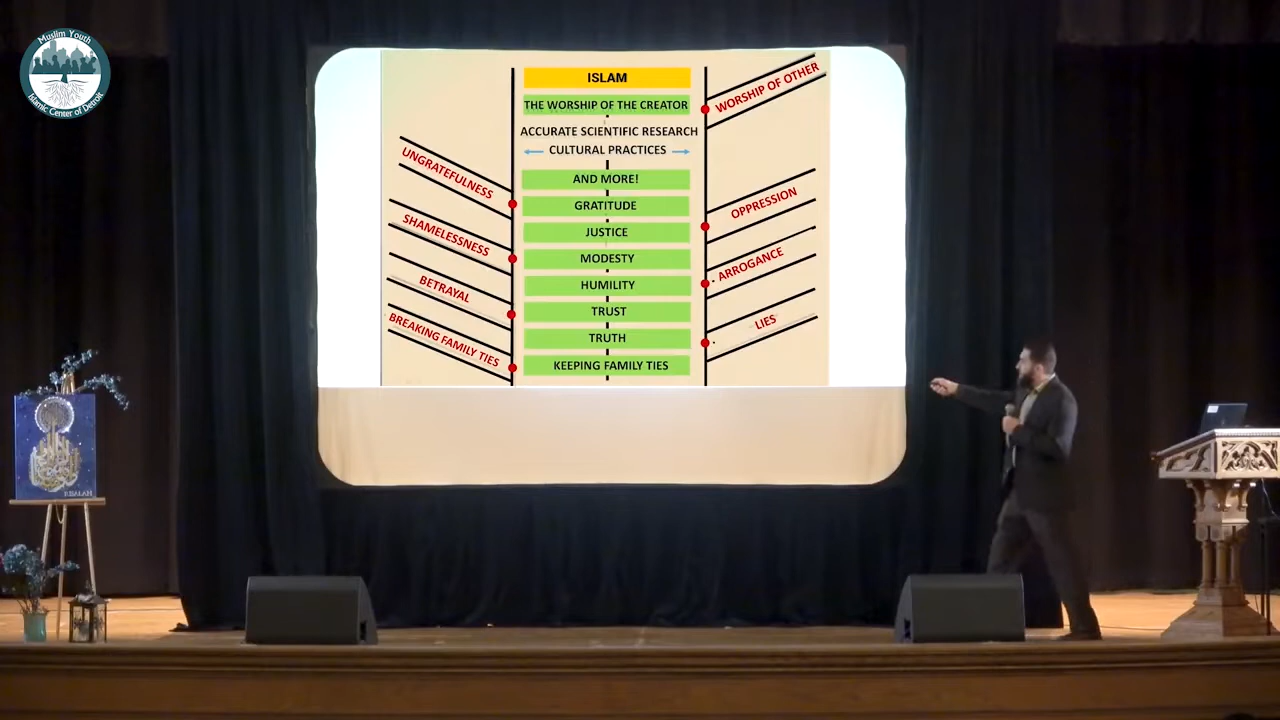 Muslim Youth
Islamic Center of Detroit
ISLAM
THE WORSHIP OF THE CREATOR
WORSHIP OF OTHER
ACCURATE SCIENTIFIC RESEARCH
CULTURAL PRACTICES
AND MORE!
UNGRATEFULNESS
GRATITUDE
OPPRESSION
JUSTICE
SHAMELESSNESS
MODESTY
ARROGANCE
HUMILITY
BETRAYAL
TRUST
LIES
TRUTH
BREAKING FAMILY TIES
KEEPING FAMILY TIES
RISALAH